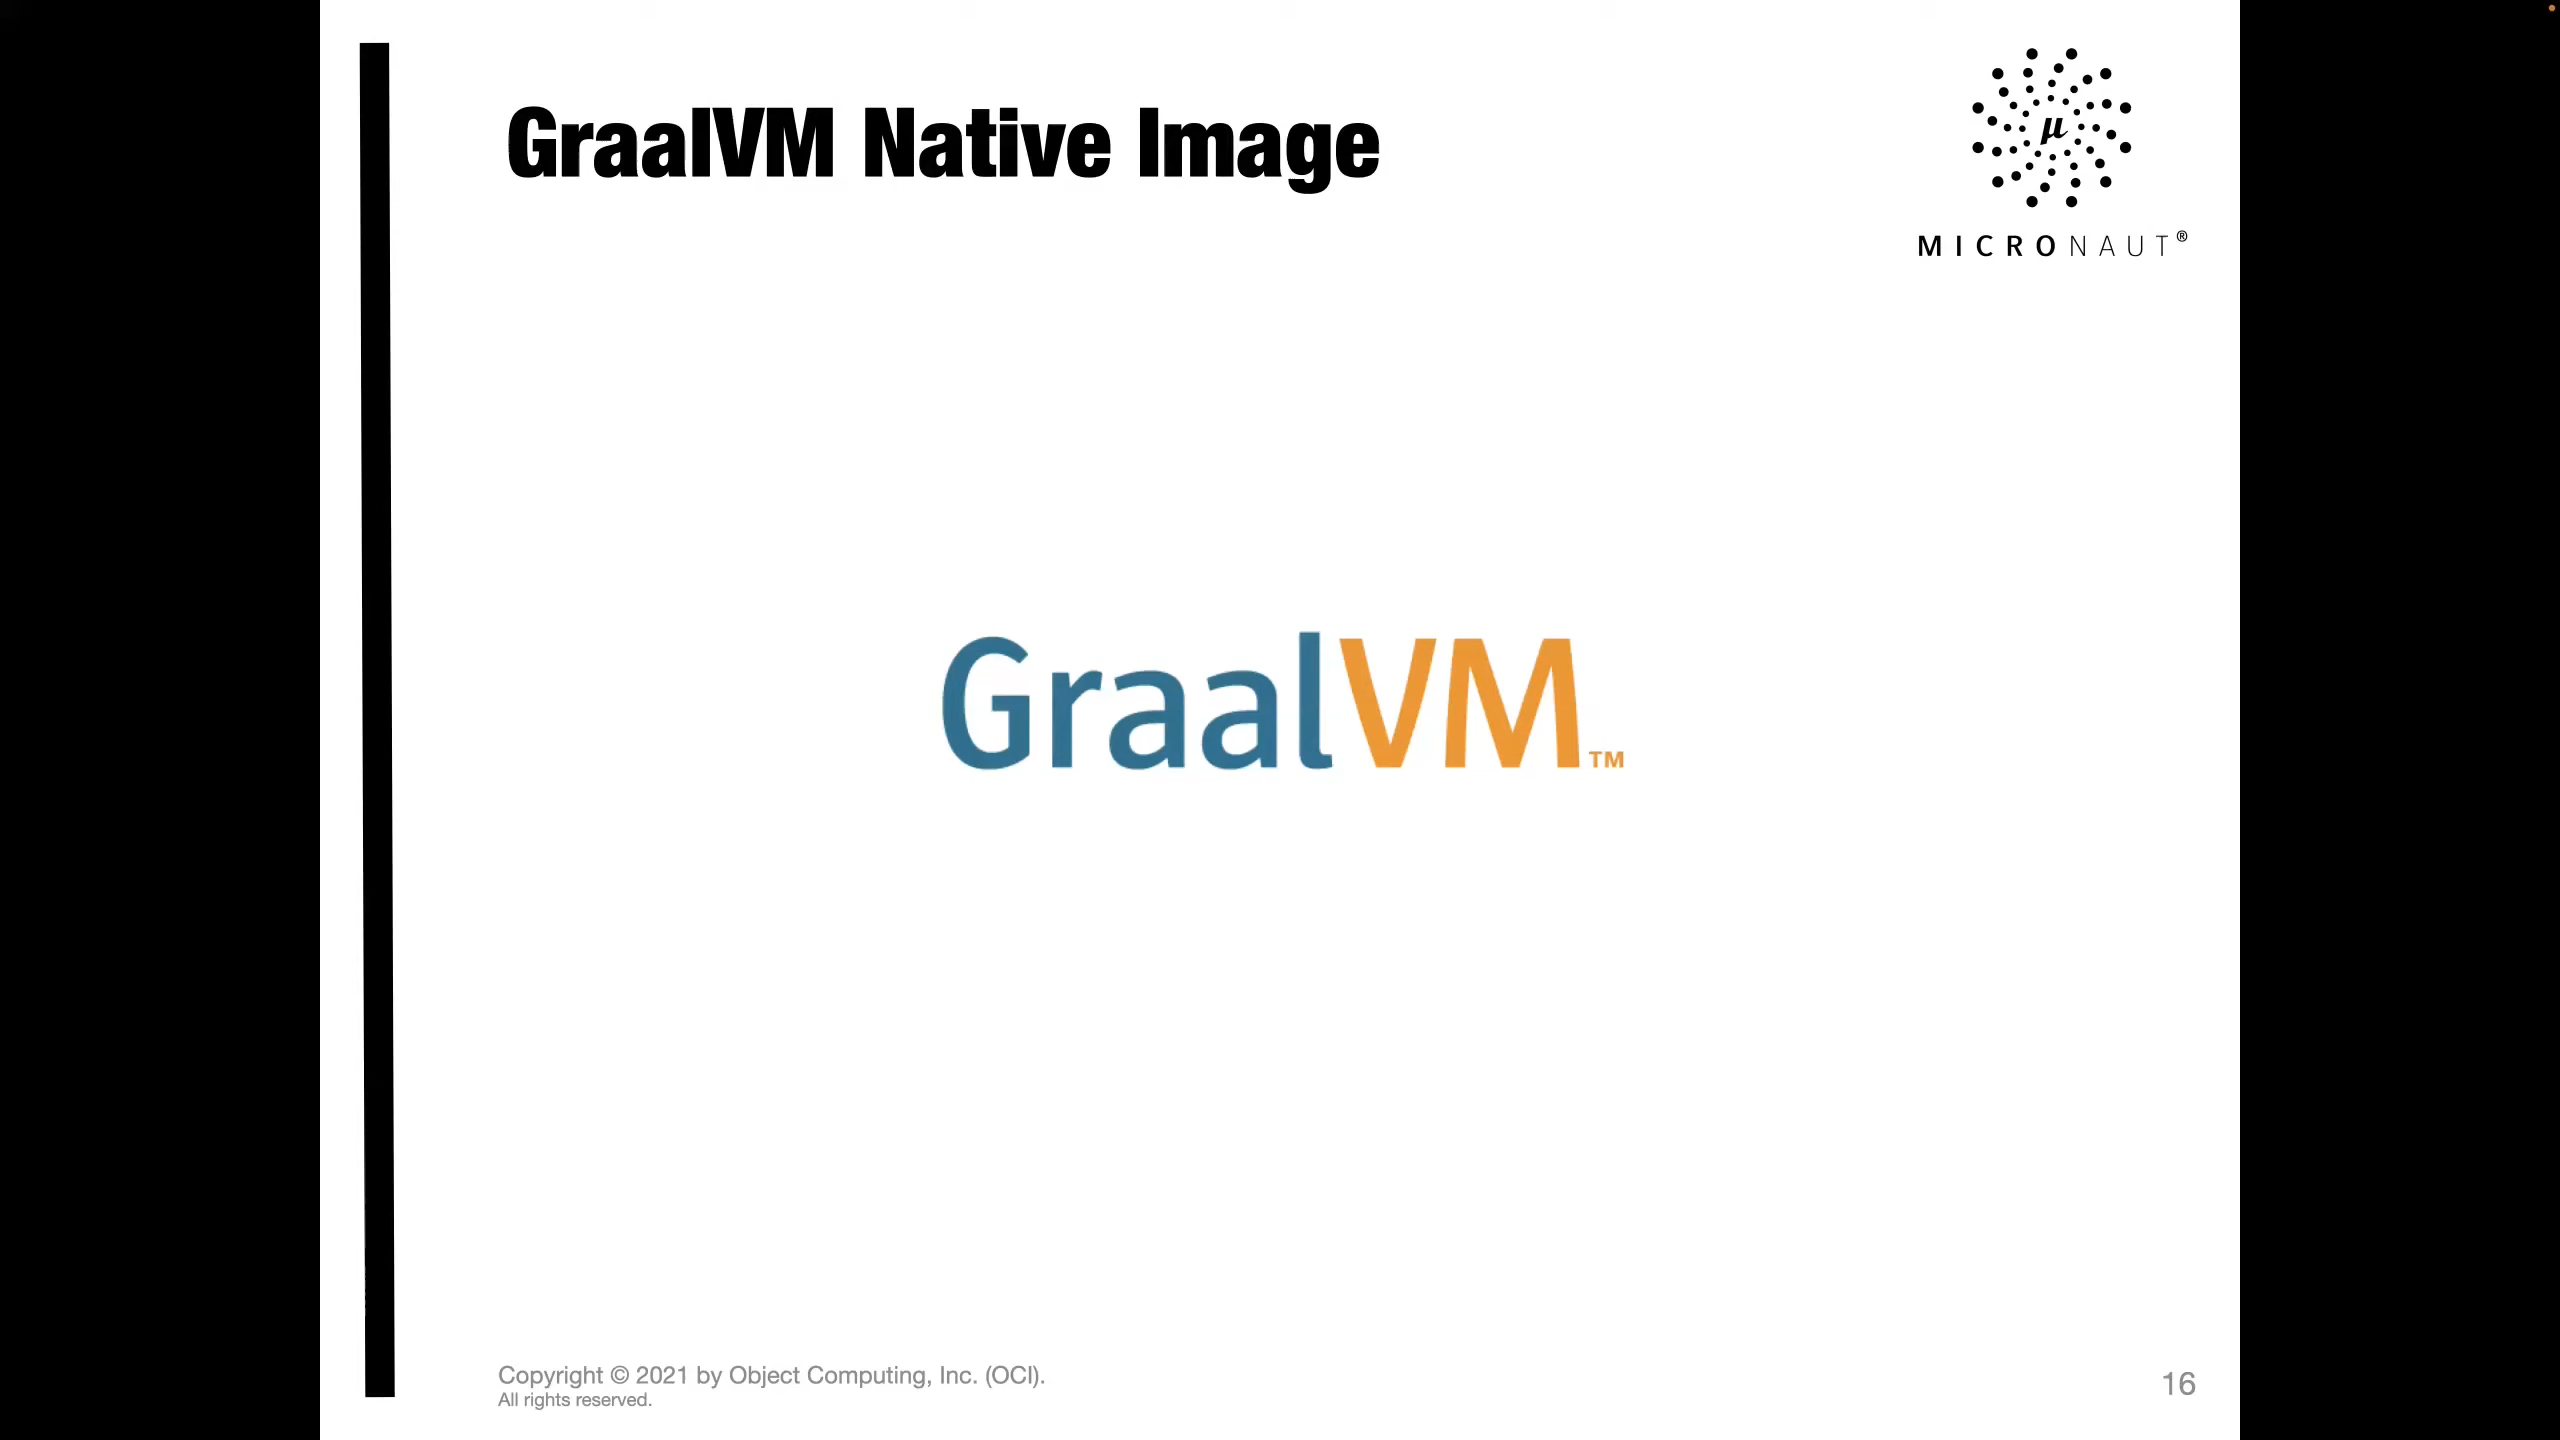 GraalVM Native Image
μ
MICRONAUT®
GraalVM™
Copyright © 2021 by Object Computing, Inc. (OCI).
All rights reserved.
16